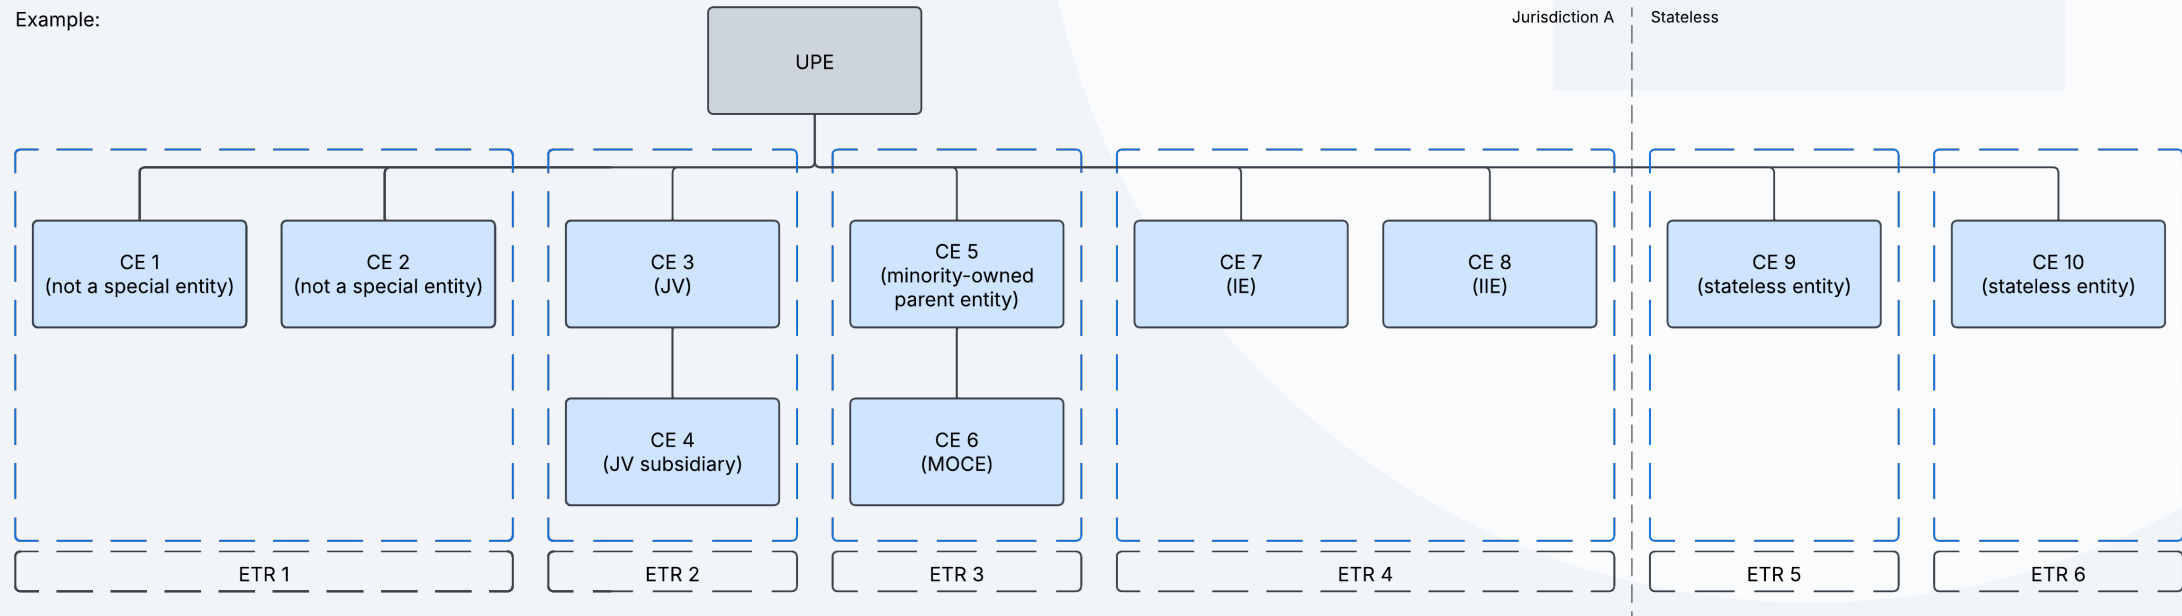 Example:
UPE
Jurisdiction A
Stateless
CE 1
(not a special entity)
CE 2
(not a special entity)
CE 3
(JV)
CE 5
(minority-owned
parent entity)
CE 7
(IE)
CE 8
(IIE)
CE 9
(stateless entity)
CE 10
(stateless entity)
CE 4
(JV subsidiary)
CE 6
(MOCE)
ETR 1
ETR 2
ETR 3
ETR 4
ETR 5
ETR 6